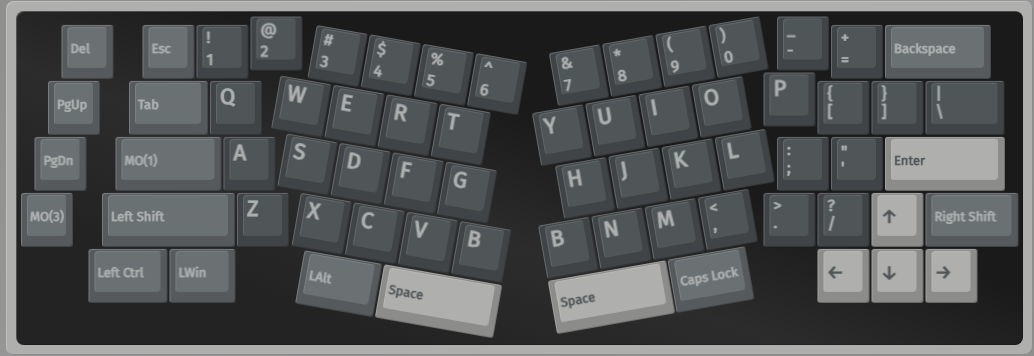 Del Esc ! 1 @ 2 # 3 $ 4 % 5 ^ 6 & 7 * 8 ( 9 ) 0 _ - + = Backspace
PgUp Tab Q W E R T Y U I O P { [ } ] | \
PgDn MO(1) A S D F G H J K L : ; " ' Enter
MO(3) Left Shift Z X C V B B N M < , > . ? / ↑ Right Shift
Left Ctrl LWin LAlt Space Space Caps Lock ← ↓ →